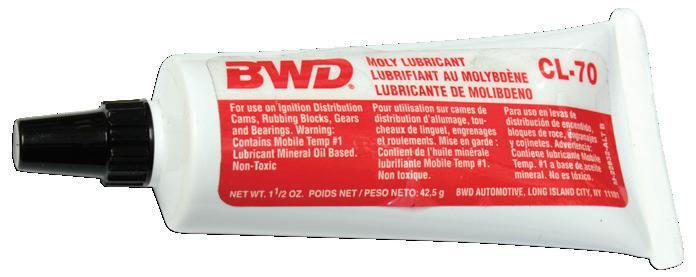 BWD®
MOLY LUBRICANT
LUBRIFIANT AU MOLYBDÈNE
LUBRICANTE DE MOLIBDENO
CL-70
For use on Ignition Distribution
Cams, Rubbing Blocks, Gears
and Bearings. Warning:
Contains Mobile Temp #1
Lubricant Mineral Oil Based.
Non-Toxic
Pour utilisation sur cames de
distribution d'allumage, tou-
cheaux de linguet, engrenages
et roulements. Mise en garde :
Contient de l'huile minérale
lubrifiante Mobile Temp #1.
Non toxique.
Para uso en levas de
distribución de encendido,
bloques de roce, engranajes
y cojinetes. Advertencia:
Contiene lubricante Mobile
Temp. #1 a base de aceite
mineral. No es tóxico.
NET WT. 1 1/2 OZ. POIDS NET / PESO NETO: 42,5 g
BWD AUTOMOTIVE, LONG ISLAND CITY, NY 11101